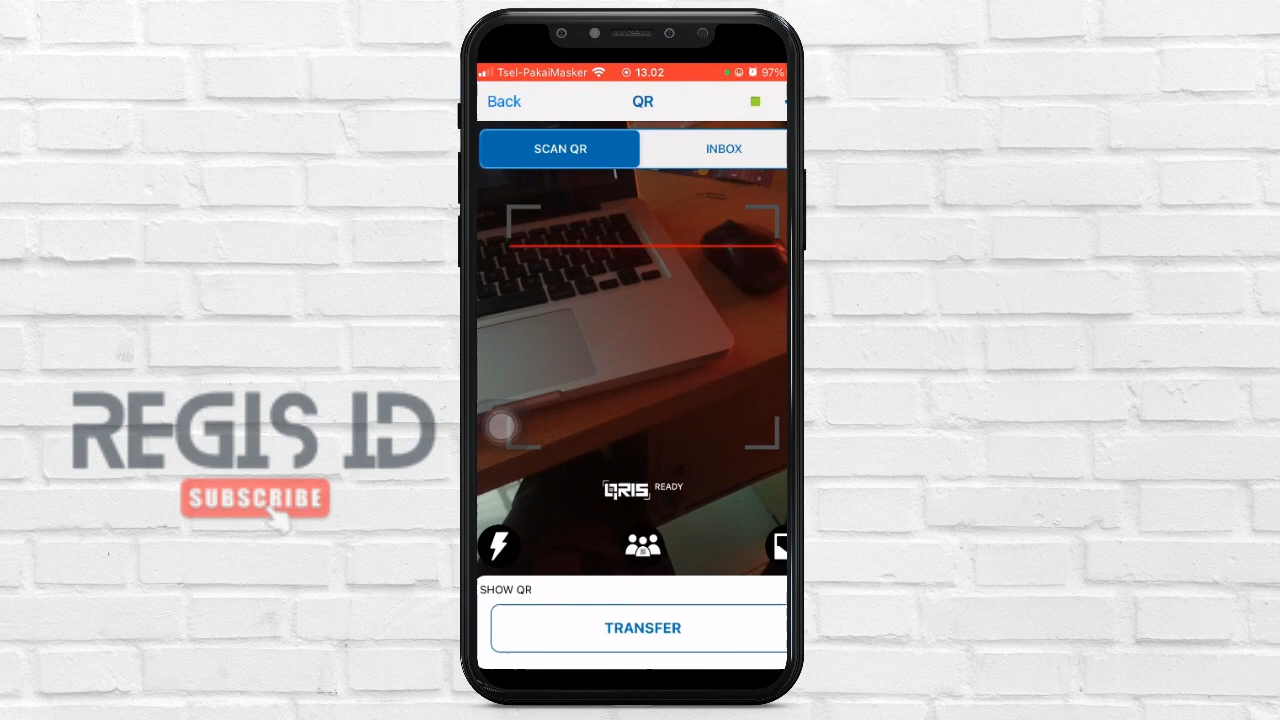 Tsel-PakaiMasker 13.02 97%
Back QR
SCAN QR INBOX
REGIS ID
SUBSCRIBE
QRIS READY
SHOW QR
TRANSFER